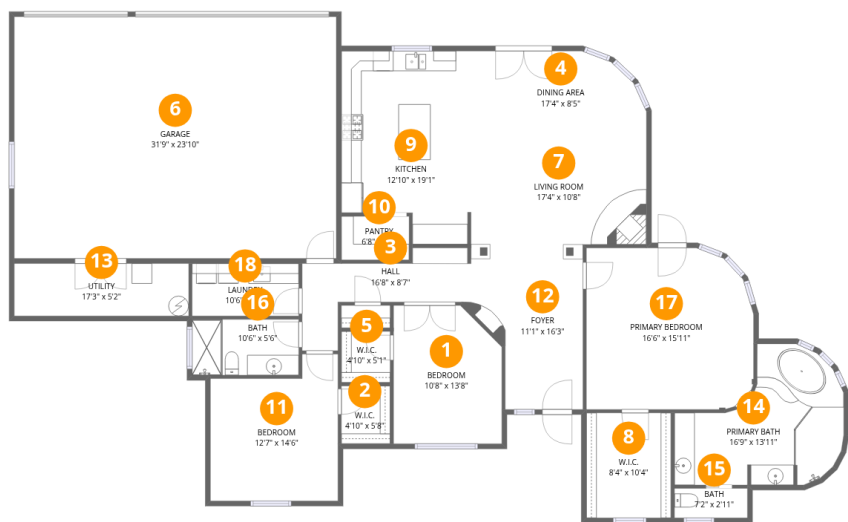 6
GARAGE
31'9" x 23'10"
4
DINING AREA
17'4" x 8'5"
9
KITCHEN
12'10" x 19'1"
7
LIVING ROOM
17'4" x 10'8"
10
PANTRY
6'8"
3
HALL
16'8" x 8'7"
13
UTILITY
17'3" x 5'2"
18
LAUNDRY
10'6"
16
BATH
10'6" x 5'6"
12
FOYER
11'1" x 16'3"
17
PRIMARY BEDROOM
16'6" x 15'11"
5
W.I.C.
4'10" x 5'1"
1
BEDROOM
10'8" x 13'8"
2
W.I.C.
4'10" x 5'8"
11
BEDROOM
12'7" x 14'6"
14
PRIMARY BATH
16'9" x 13'11"
8
W.I.C.
8'4" x 10'4"
15
BATH
7'2" x 2'11"